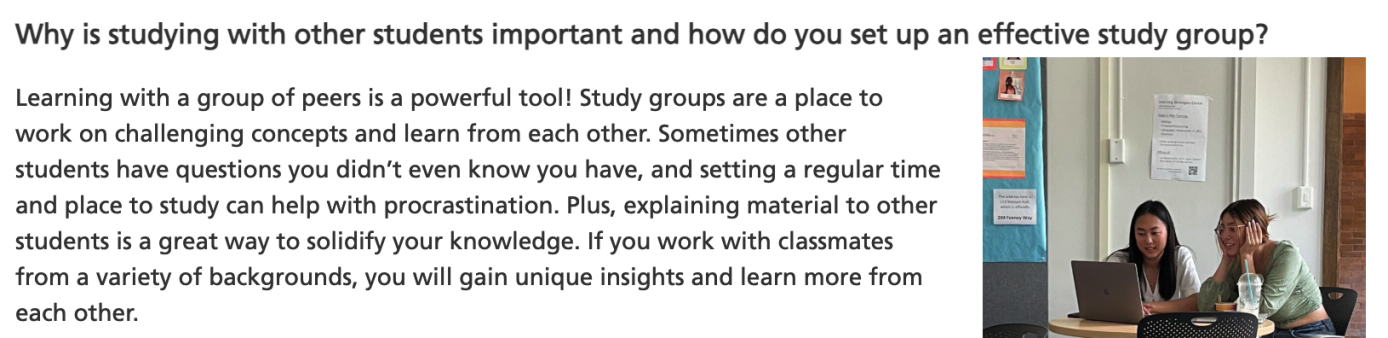 Why is studying with other students important and how do you set up an effective study group?
Learning with a group of peers is a powerful tool! Study groups are a place to
work on challenging concepts and learn from each other. Sometimes other
students have questions you didn’t even know you have, and setting a regular time
and place to study can help with procrastination. Plus, explaining material to other
students is a great way to solidify your knowledge. If you work with classmates
from a variety of backgrounds, you will gain unique insights and learn more from
each other.
Learning Strategies Center